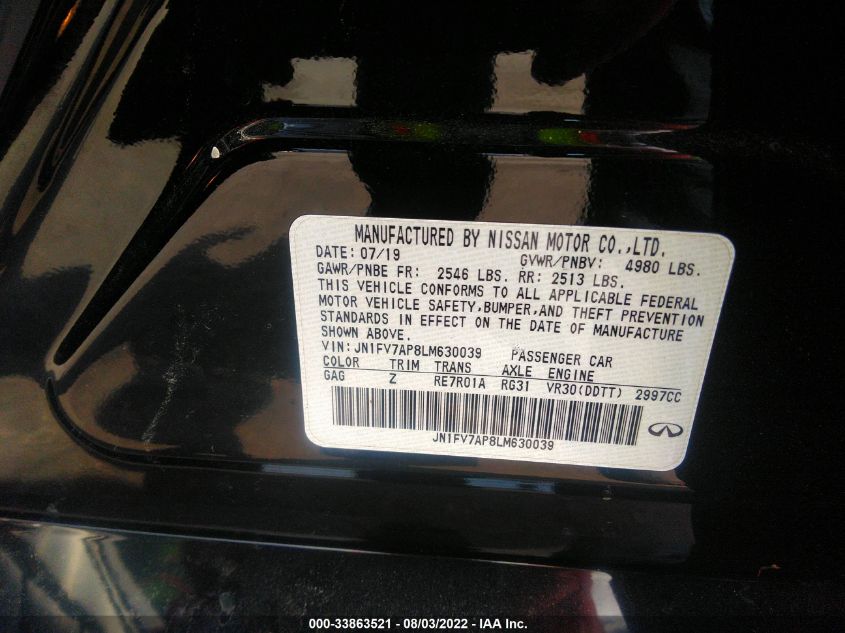 MANUFACTURED BY NISSAN MOTOR CO.,LTD.
DATE: 07/19 GVWR/PNBV: 4980 LBS.
GAWR/PNBE FR: 2546 LBS. RR: 2513 LBS.
THIS VEHICLE CONFORMS TO ALL APPLICABLE FEDERAL
MOTOR VEHICLE SAFETY,BUMPER,AND THEFT PREVENTION
STANDARDS IN EFFECT ON THE DATE OF MANUFACTURE
SHOWN ABOVE.
VIN: JN1FV7AP8LM630039 PASSENGER CAR
COLOR TRIM TRANS AXLE ENGINE
GAG Z RE7R01A RG31 VR30(DDTT) 2997CC
JN1FV7AP8LM630039
000-33863521 - 08/03/2022 - IAA Inc.